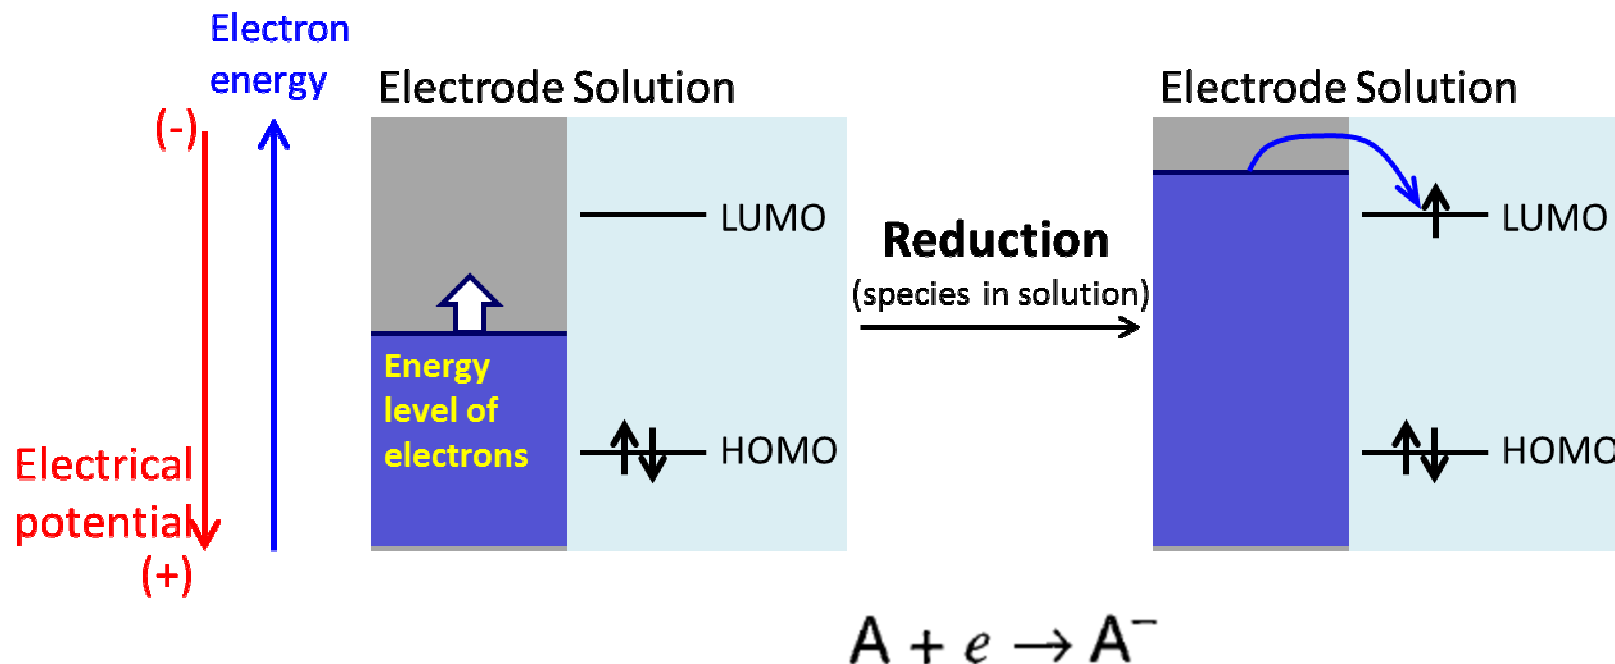 Electron
energy
(-)
Electrical
potential
(+)
Electrode Solution
LUMO
Energy
level of
electrons
HOMO
Reduction
(species in solution)
Electrode Solution
LUMO
HOMO
A + e → A⁻